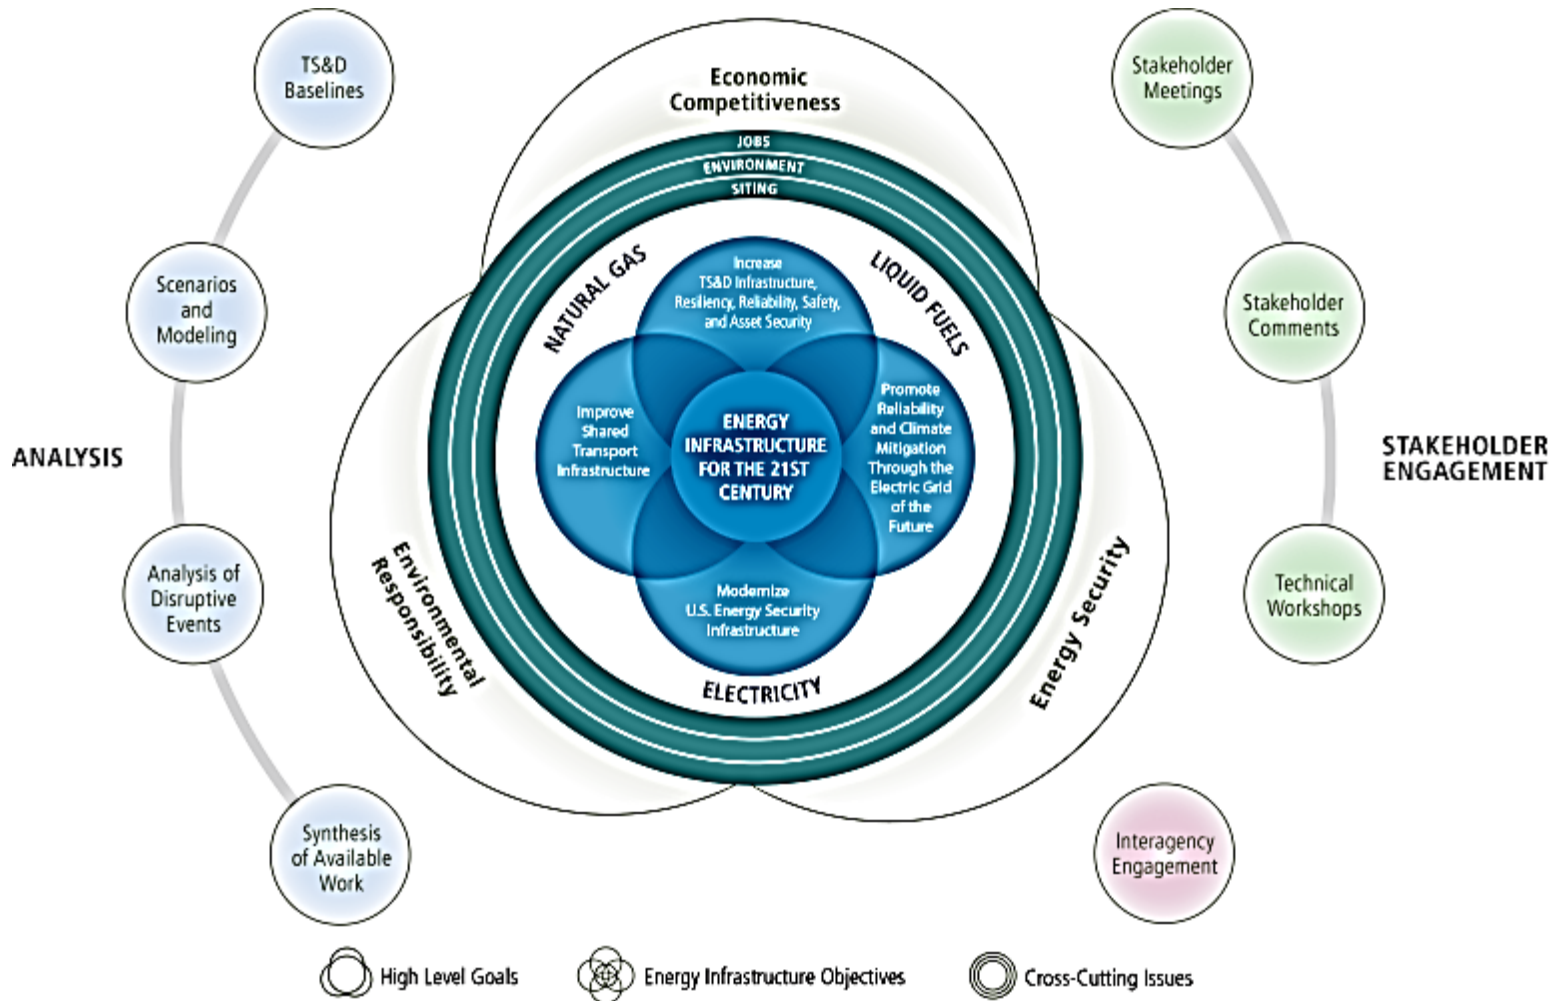 TS&D
Baselines
Scenarios
and
Modeling
ANALYSIS
Analysis of
Disruptive
Events
Synthesis
of Available
Work
Economic
Competitiveness
JOBS
ENVIRONMENT
SITING
NATURAL GAS
LIQUID FUELS
Increase
TS&D Infrastructure,
Resiliency, Reliability, Safety,
and Asset Security
Improve
Shared
Transport
Infrastructure
ENERGY
INFRASTRUCTURE
FOR THE 21ST
CENTURY
Promote
Reliability
and Climate
Mitigation
Through the
Electric Grid
of the
Future
Modernize
U.S. Energy Security
Infrastructure
ELECTRICITY
Environmental
Responsibility
Energy Security
Stakeholder
Meetings
Stakeholder
Comments
STAKEHOLDER
ENGAGEMENT
Technical
Workshops
Interagency
Engagement
High Level Goals
Energy Infrastructure Objectives
Cross-Cutting Issues